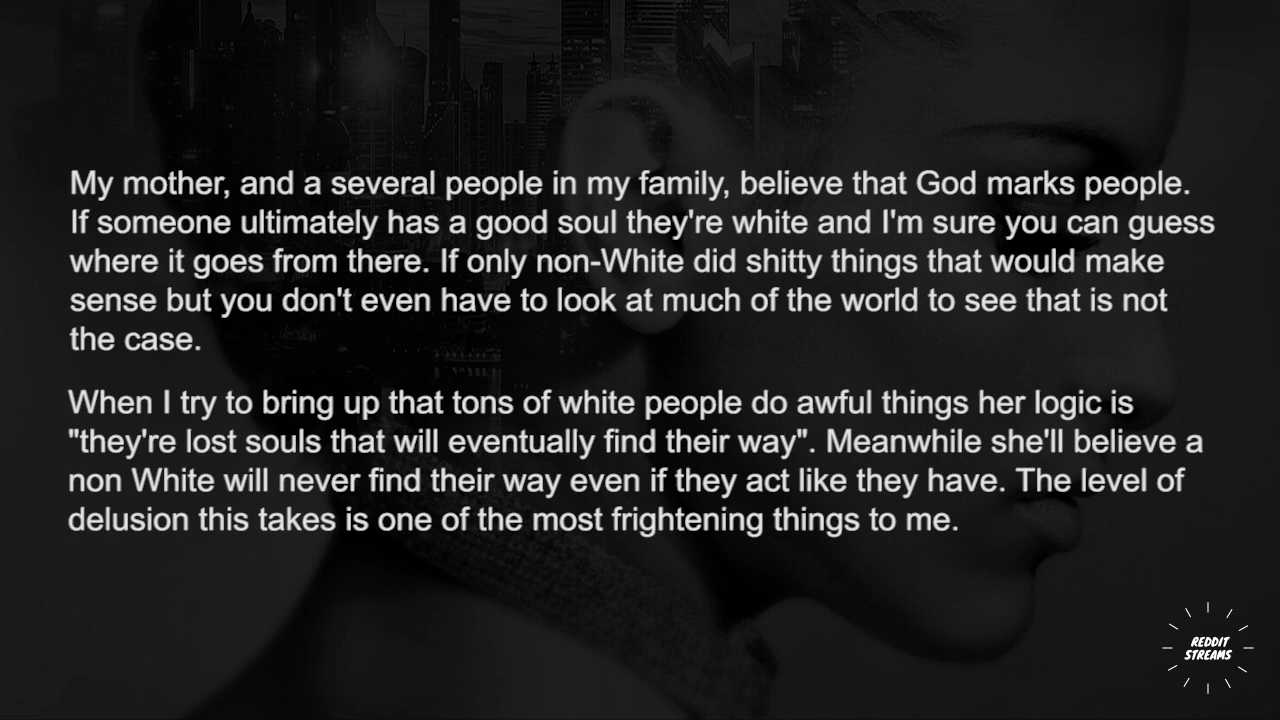 My mother, and a several people in my family, believe that God marks people.
If someone ultimately has a good soul they're white and I'm sure you can guess
where it goes from there. If only non-White did shitty things that would make
sense but you don't even have to look at much of the world to see that is not
the case.
When I try to bring up that tons of white people do awful things her logic is
"they're lost souls that will eventually find their way". Meanwhile she'll believe a
non White will never find their way even if they act like they have. The level of
delusion this takes is one of the most frightening things to me.
REDDIT
STREAMS